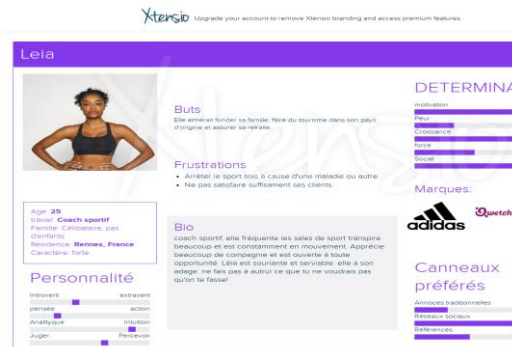 Xtensio Upgrade your account to remove Xtensio branding and access premium features.
Leia
Buts
Elle aimerait fonder sa famille, faire du tourisme dans son pays
d'origine et assurer sa retraite.
Frustrations
Arrêter le sport sois à cause d'une maladie ou autre.
Ne pas satisfaire suffisament ses clients.
Age: 25
travail: Coach sportif
Famille: Célibatace, pas
d'enfants
Résidence: Rennes, France
Caractère: forte
Personnalité
Introverti extraverti
pensée action
Analityque Intuition
Juger Percevoir
Bio
coach sportif, elle fréquente les sales de sport transpire
beaucoup et est constamment en mouvement. Apprécie
beaucoup de compagnie et est ouverte à toute
opportunité. Léia est souriante et serviable. elle a son
adage: ne fais pas à autrui ce que tu ne voudrais pas
qu'on te fasse!
DETERMINA
motivation
Peur
Croissance
force
Social
Marques:
adidas
Qwetch
Canneaux
préférés
Annoces traditionnelles
Réseaux sociaux
Références